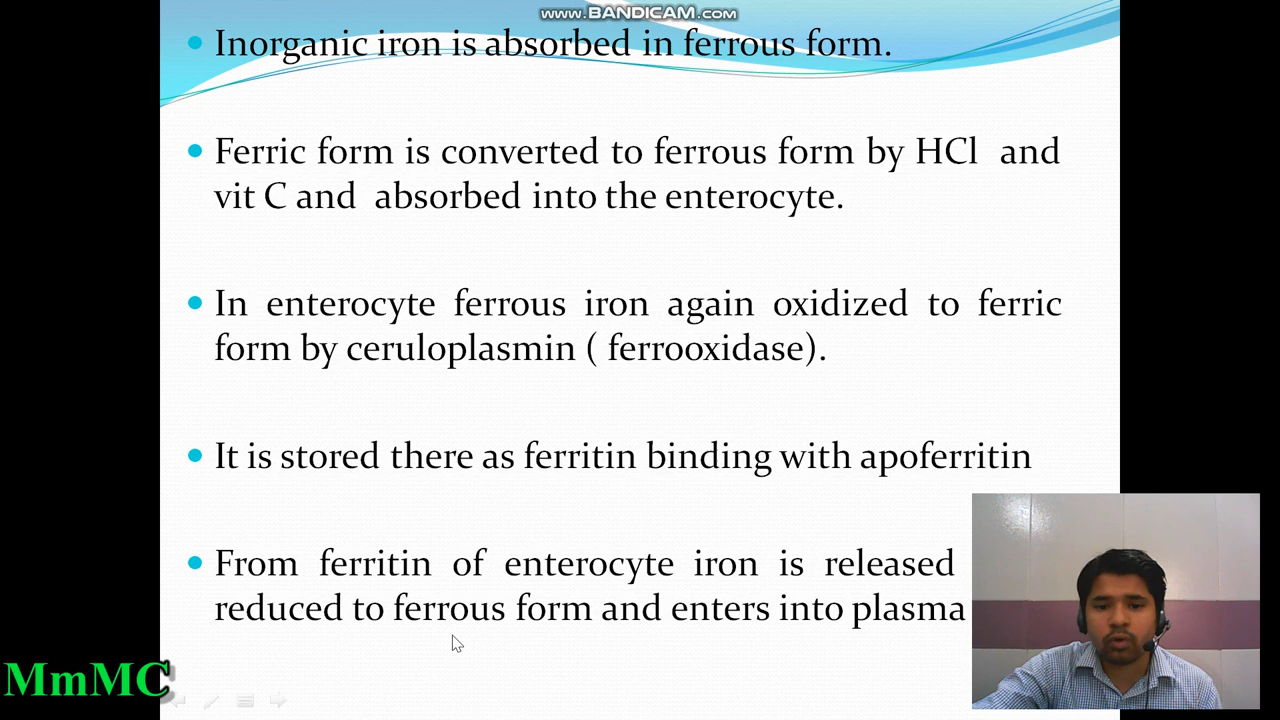 www.BANDICAM.com
Inorganic iron is absorbed in ferrous form.
Ferric form is converted to ferrous form by HCl and
vit C and absorbed into the enterocyte.
In enterocyte ferrous iron again oxidized to ferric
form by ceruloplasmin ( ferrooxidase).
It is stored there as ferritin binding with apoferritin
From ferritin of enterocyte iron is released
reduced to ferrous form and enters into plasma
MmMC